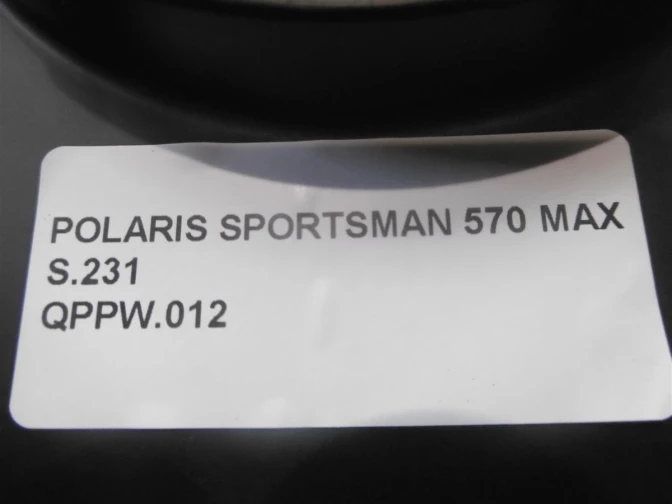 POLARIS SPORTSMAN 570 MAX
S.231
QPPW.012